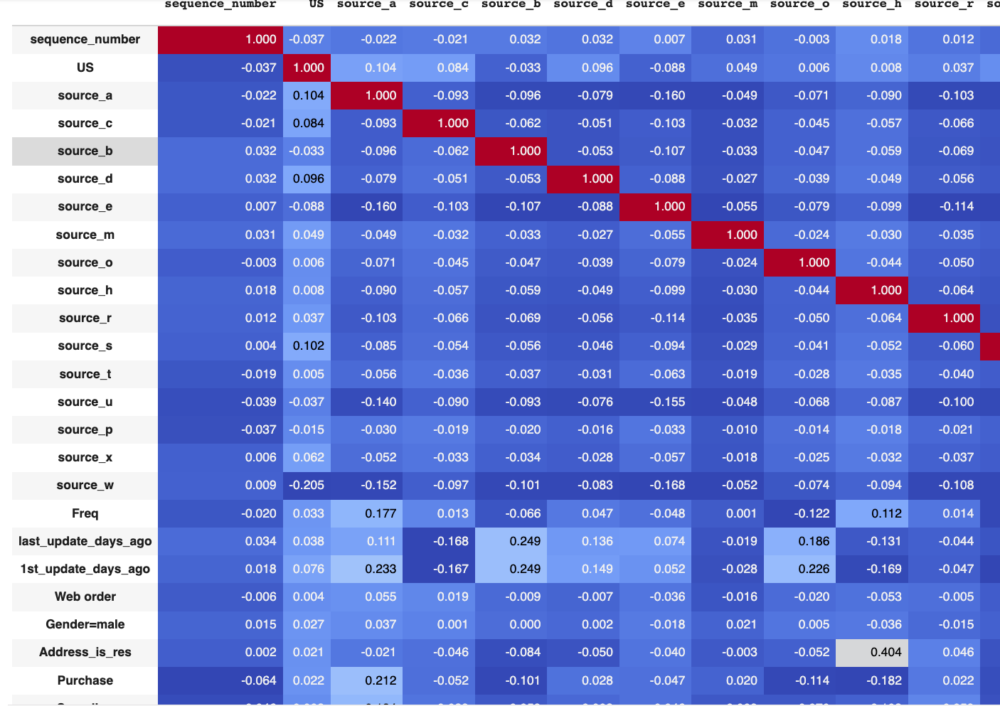 sequence_number US source_a source_c source_b source_d source_e source_m source_o source_h source_r so
sequence_number 1.000 -0.037 -0.022 -0.021 0.032 0.032 0.007 0.031 -0.003 0.018 0.012
US -0.037 1.000 0.104 0.084 -0.033 0.096 -0.088 0.049 0.006 0.008 0.037
source_a -0.022 0.104 1.000 -0.093 -0.096 -0.079 -0.160 -0.049 -0.071 -0.090 -0.103
source_c -0.021 0.084 -0.093 1.000 -0.062 -0.051 -0.103 -0.032 -0.045 -0.057 -0.066
source_b 0.032 -0.033 -0.096 -0.062 1.000 -0.053 -0.107 -0.033 -0.047 -0.059 -0.069
source_d 0.032 0.096 -0.079 -0.051 -0.053 1.000 -0.088 -0.027 -0.039 -0.049 -0.056
source_e 0.007 -0.088 -0.160 -0.103 -0.107 -0.088 1.000 -0.055 -0.079 -0.099 -0.114
source_m 0.031 0.049 -0.049 -0.032 -0.033 -0.027 -0.055 1.000 -0.024 -0.030 -0.035
source_o -0.003 0.006 -0.071 -0.045 -0.047 -0.039 -0.079 -0.024 1.000 -0.044 -0.050
source_h 0.018 0.008 -0.090 -0.057 -0.059 -0.049 -0.099 -0.030 -0.044 1.000 -0.064
source_r 0.012 0.037 -0.103 -0.066 -0.069 -0.056 -0.114 -0.035 -0.050 -0.064 1.000
source_s 0.004 0.102 -0.085 -0.054 -0.056 -0.046 -0.094 -0.029 -0.041 -0.052 -0.060
source_t -0.019 0.005 -0.056 -0.036 -0.037 -0.031 -0.063 -0.019 -0.028 -0.035 -0.040
source_u -0.039 -0.037 -0.140 -0.090 -0.093 -0.076 -0.155 -0.048 -0.068 -0.087 -0.100
source_p -0.037 -0.015 -0.030 -0.019 -0.020 -0.016 -0.033 -0.010 -0.014 -0.018 -0.021
source_x 0.006 0.062 -0.052 -0.033 -0.034 -0.028 -0.057 -0.018 -0.025 -0.032 -0.037
source_w 0.009 -0.205 -0.152 -0.097 -0.101 -0.083 -0.168 -0.052 -0.074 -0.094 -0.108
Freq -0.020 0.033 0.177 0.013 -0.066 0.047 -0.048 0.001 -0.122 0.112 0.014
last_update_days_ago 0.034 0.038 0.111 -0.168 0.249 0.136 0.074 -0.019 0.186 -0.131 -0.044
1st_update_days_ago 0.018 0.076 0.233 -0.167 0.249 0.149 0.052 -0.028 0.226 -0.169 -0.047
Web order -0.006 0.004 0.055 0.019 -0.009 -0.007 -0.036 -0.016 -0.020 -0.053 -0.005
Gender=male 0.015 0.027 0.037 0.001 0.000 0.002 -0.018 0.021 0.005 -0.036 -0.015
Address_is_res 0.002 0.021 -0.021 -0.046 -0.084 -0.050 -0.040 -0.003 -0.052 0.404 0.046
Purchase -0.064 0.022 0.212 -0.052 -0.101 0.028 -0.047 0.020 -0.114 -0.182 0.022